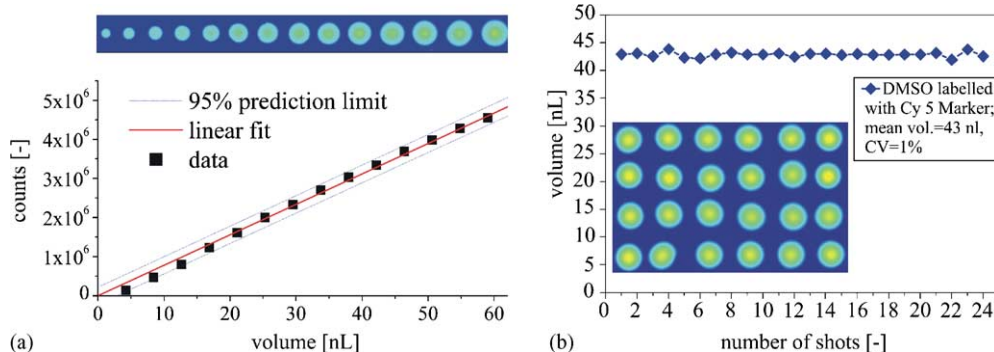 5x10⁶
4x10⁶
3x10⁶
2x10⁶
1x10⁶
0
counts [-]
95% prediction limit
linear fit
data
0 10 20 30 40 50 60
(a)
volume [nL]
50
45
40
35
30
25
20
15
10
5
0
volume [nL]
DMSO labelled
with Cy 5 Marker;
mean vol.=43 nl,
CV=1%
0 2 4 6 8 10 12 14 16 18 20 22 24
(b)
number of shots [-]